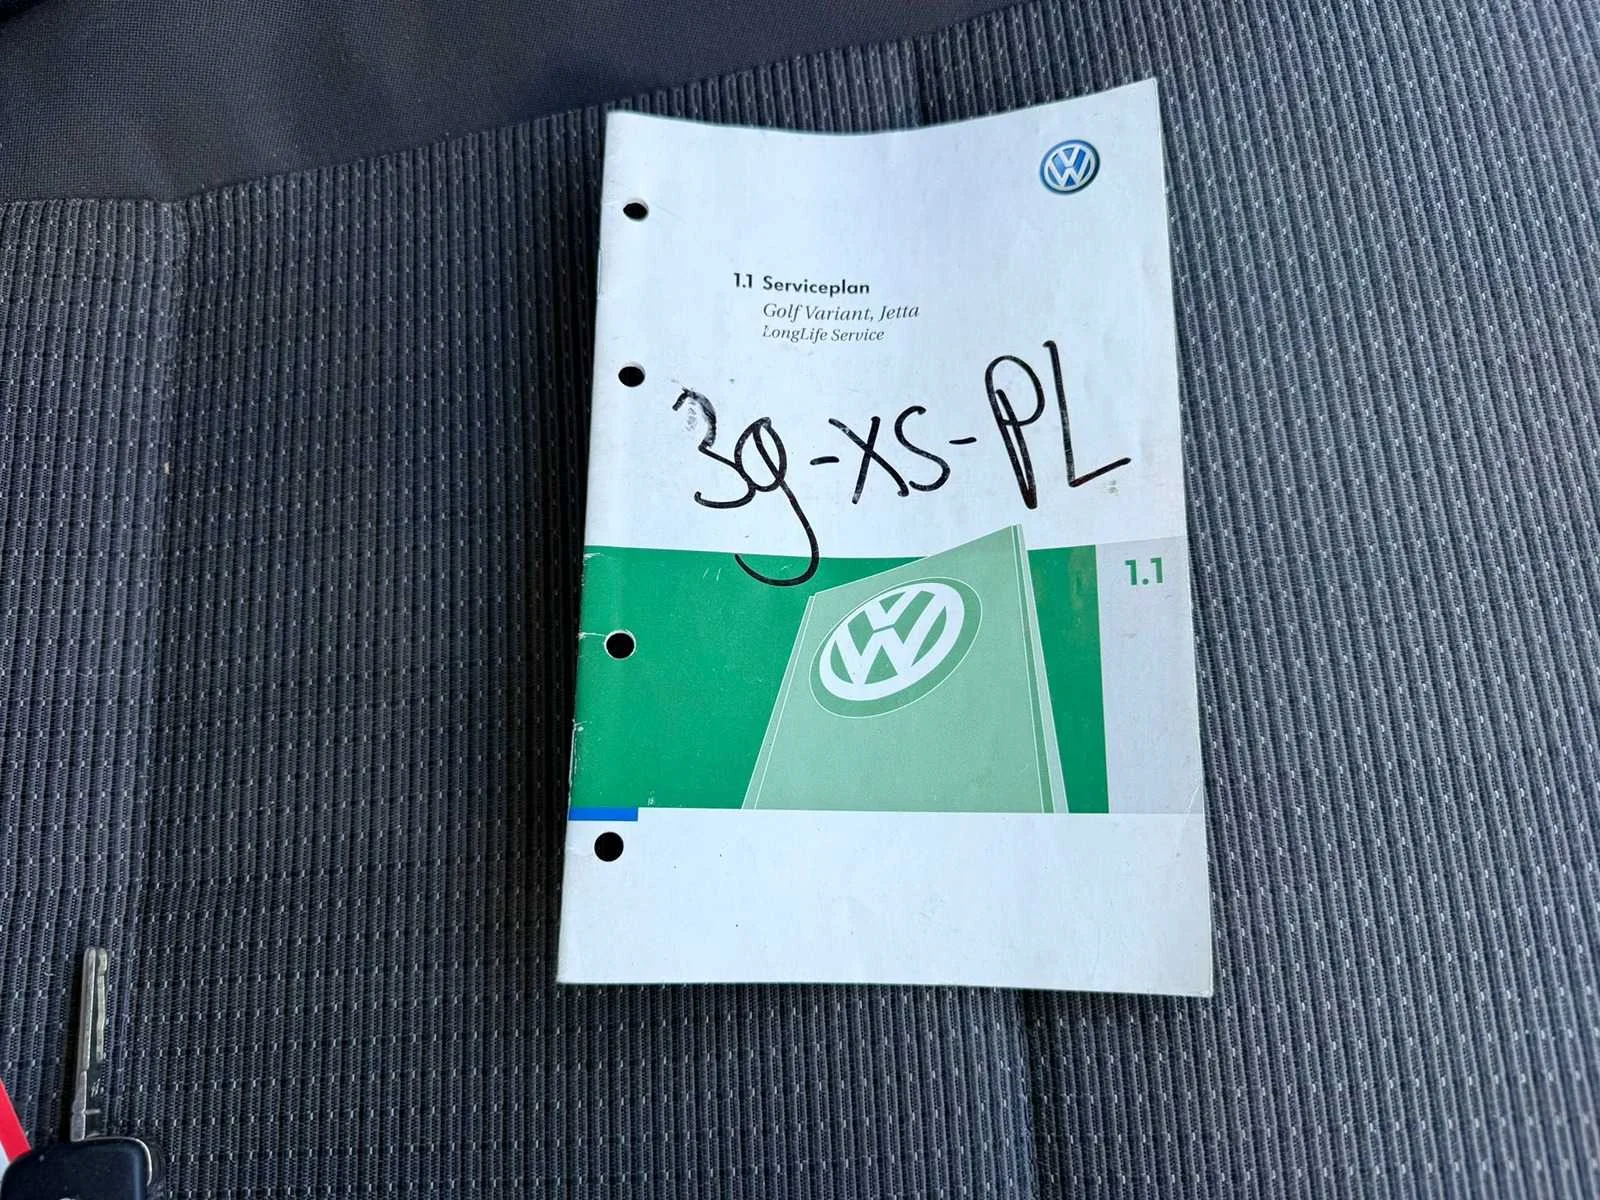 1.1 Serviceplan
Golf Variant, Jetta
LongLife Service
39-XS-PL
1.1